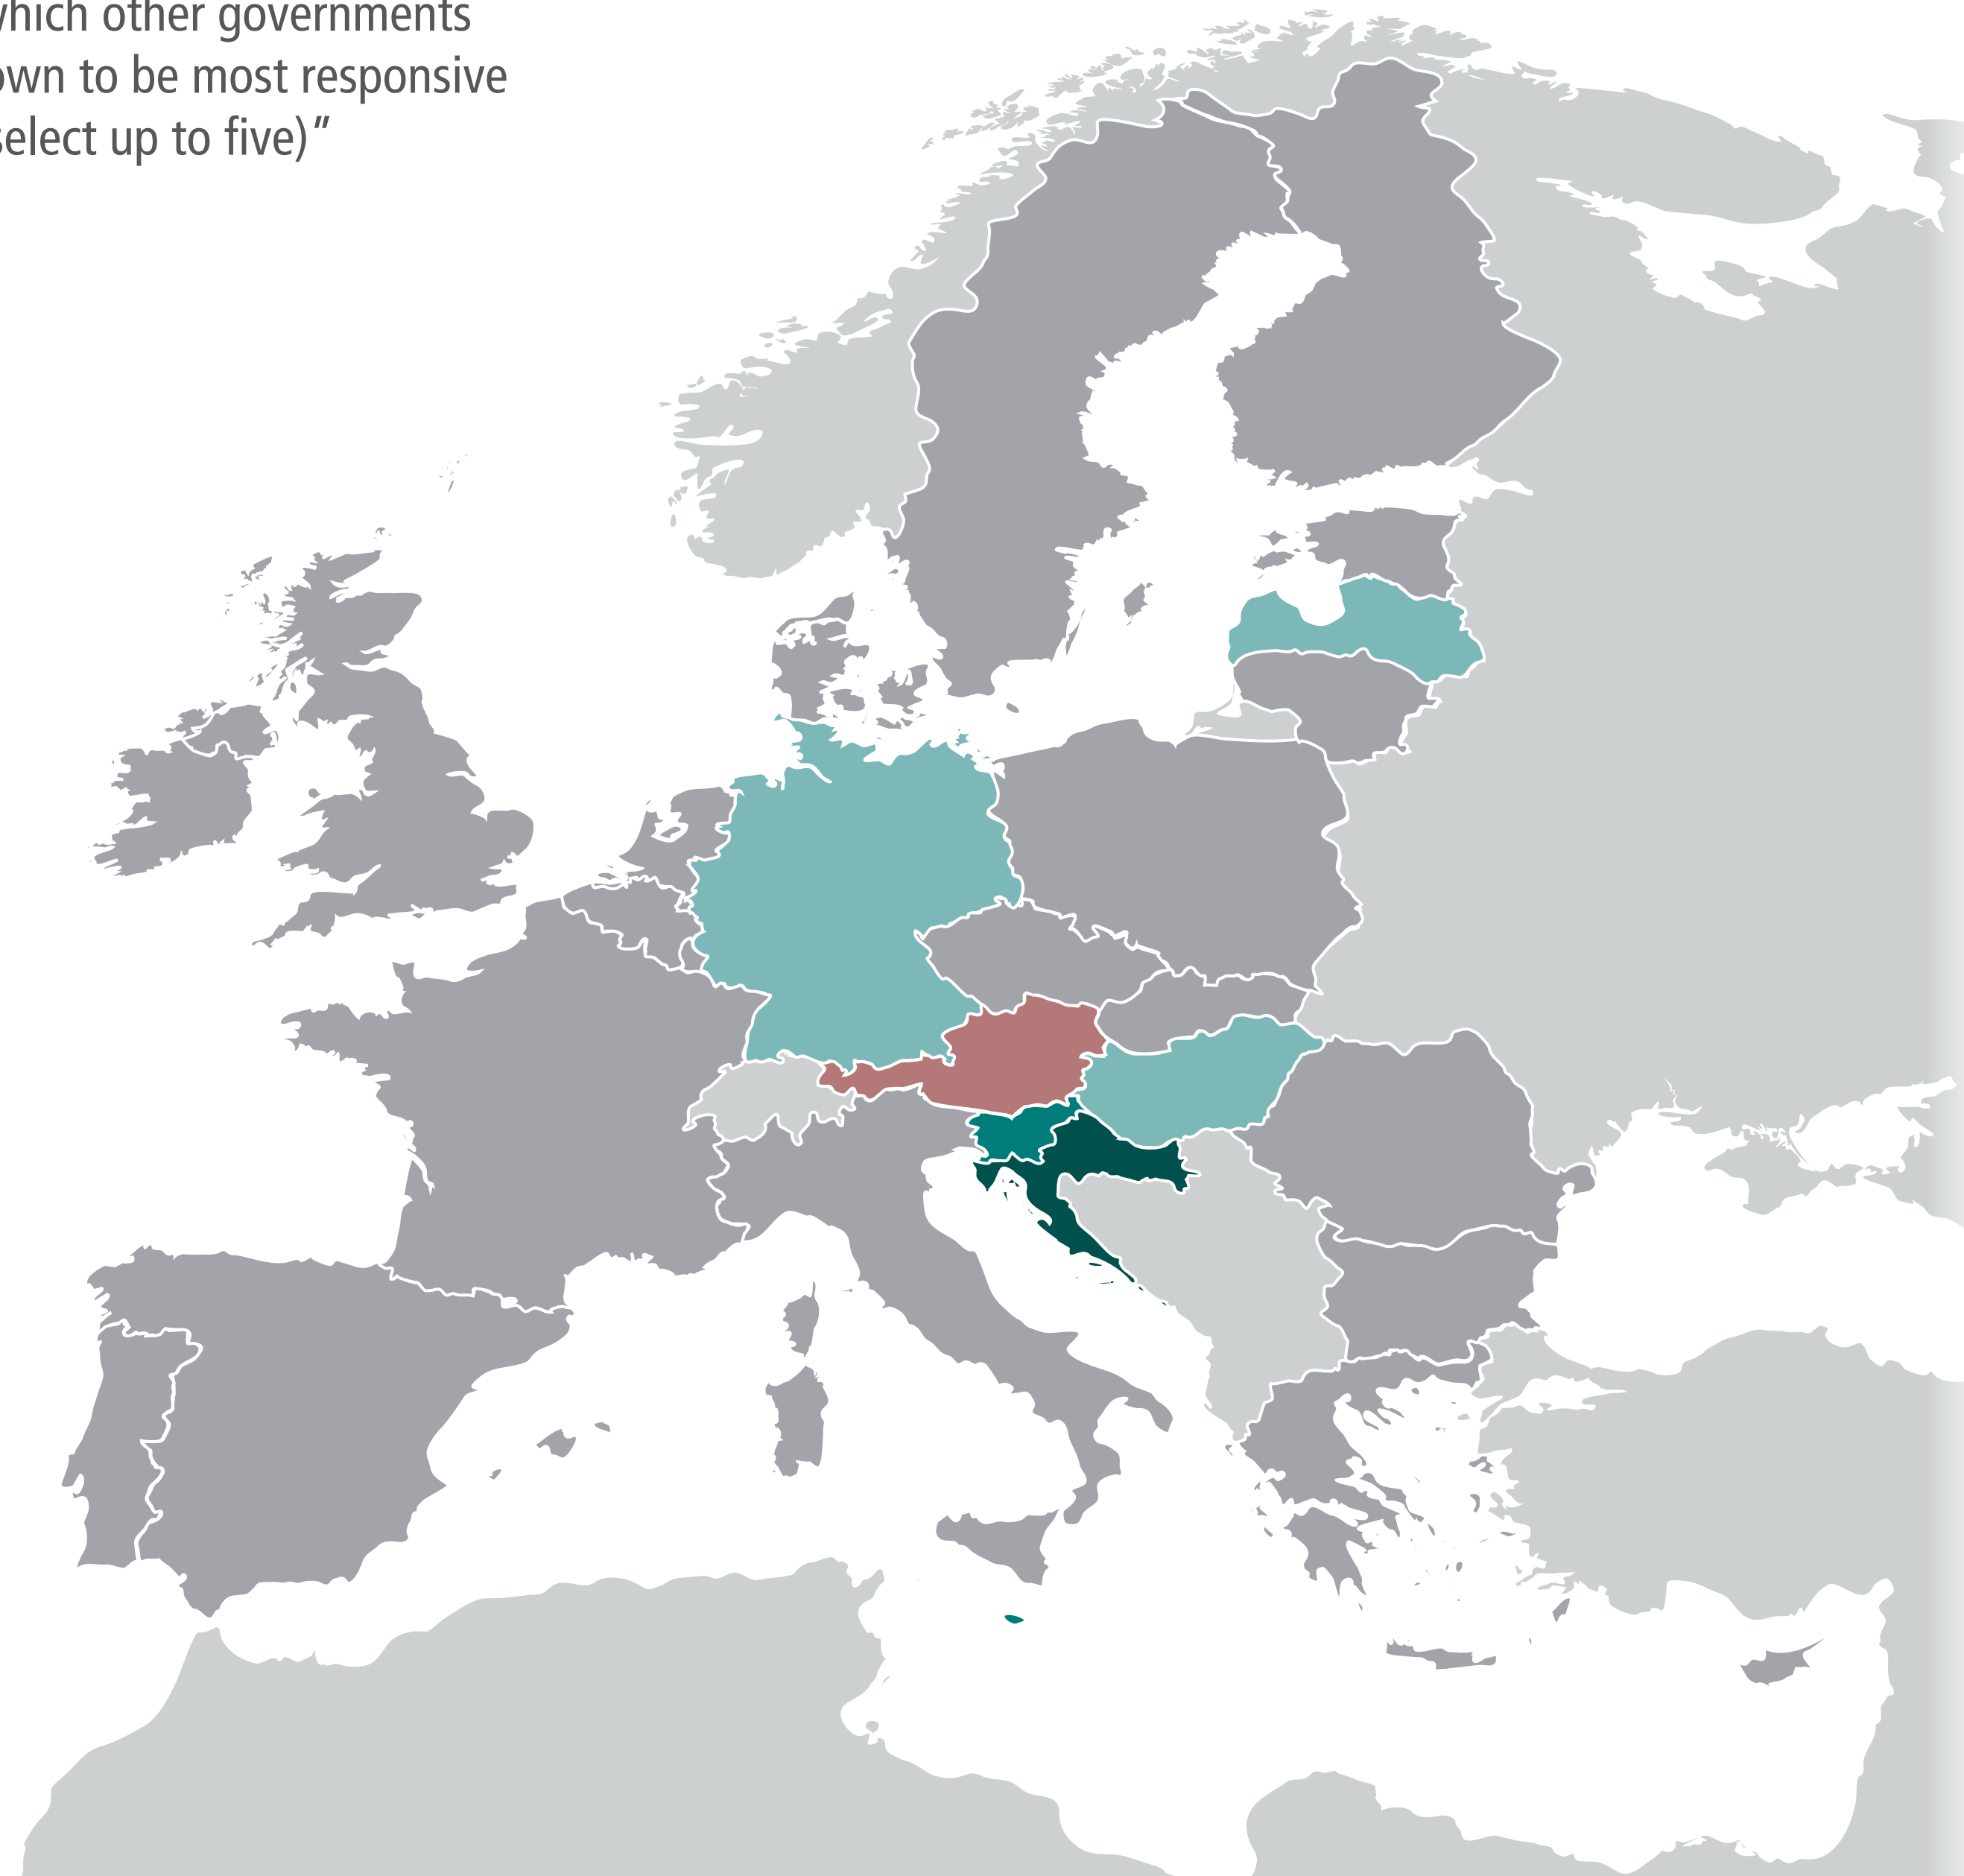 which other governments
own to be most responsive
select up to five)”